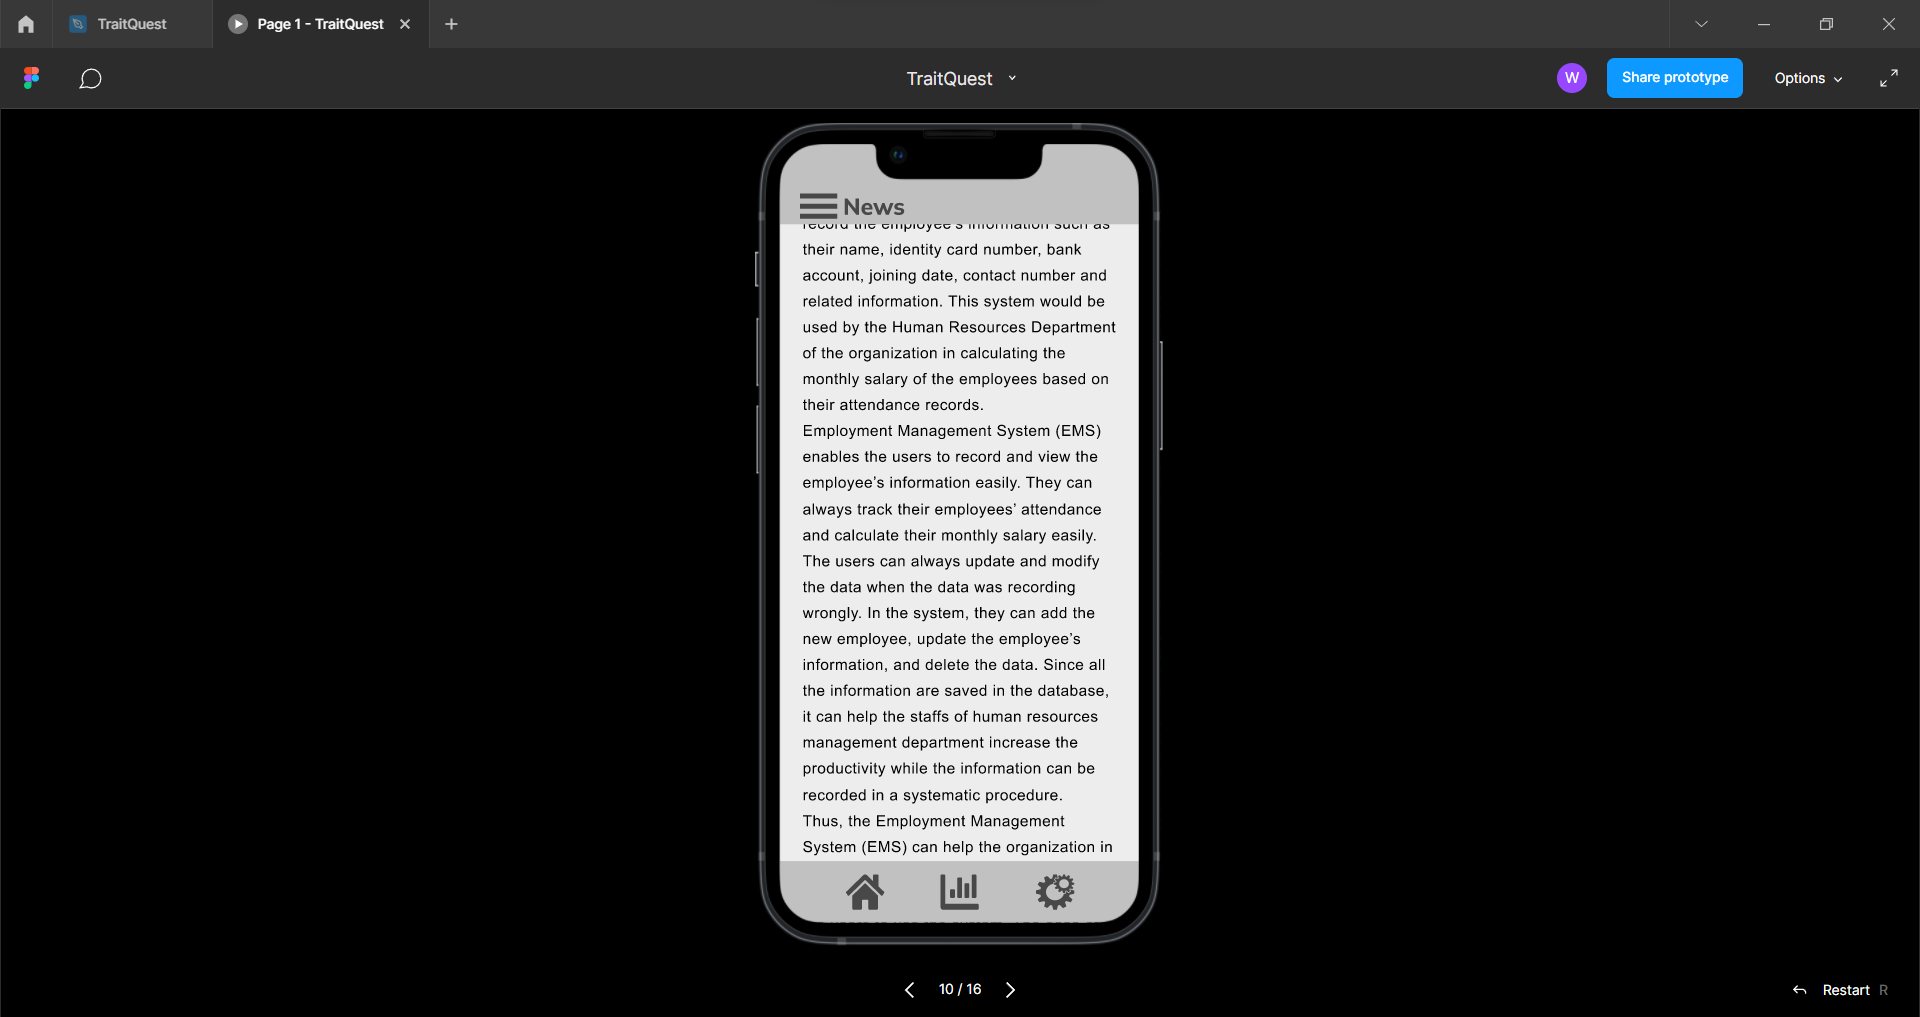 TraitQuest
Page 1 - TraitQuest
TraitQuest
W
Share prototype
Options
News
record the employee's information such as
their name, identity card number, bank
account, joining date, contact number and
related information. This system would be
used by the Human Resources Department
of the organization in calculating the
monthly salary of the employees based on
their attendance records.
Employment Management System (EMS)
enables the users to record and view the
employee’s information easily. They can
always track their employees’ attendance
and calculate their monthly salary easily.
The users can always update and modify
the data when the data was recording
wrongly. In the system, they can add the
new employee, update the employee’s
information, and delete the data. Since all
the information are saved in the database,
it can help the staffs of human resources
management department increase the
productivity while the information can be
recorded in a systematic procedure.
Thus, the Employment Management
System (EMS) can help the organization in
10 / 16
Restart R